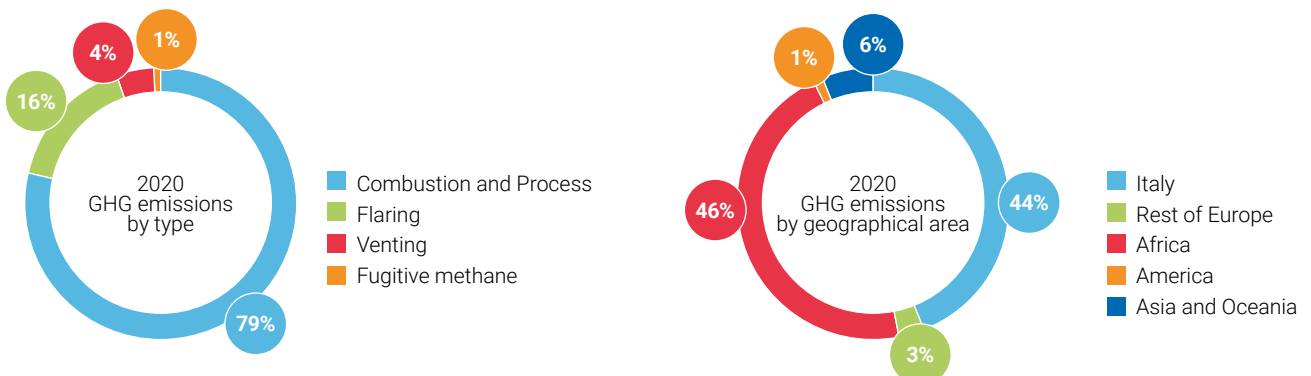 1%
4%
16%
2020
GHG emissions
by type
79%
Combustion and Process
Flaring
Venting
Fugitive methane
6%
1%
46%
2020
GHG emissions
by geographical area
44%
3%
Italy
Rest of Europe
Africa
America
Asia and Oceania